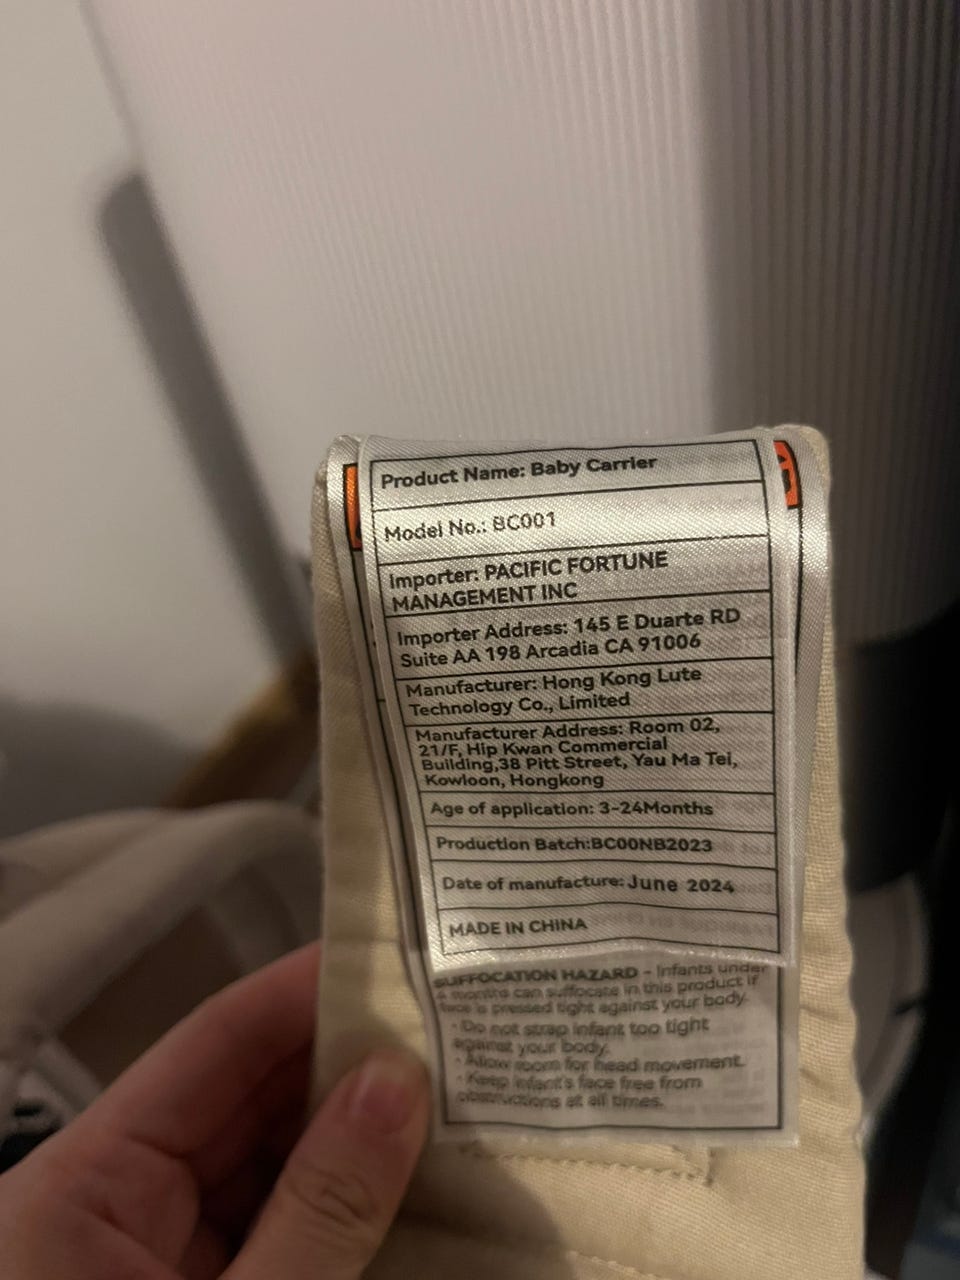 Product Name: Baby Carrier
Model No.: BC001
Importer: PACIFIC FORTUNE
MANAGEMENT INC
Importer Address: 145 E Duarte RD
Suite AA 198 Arcadia CA 91006
Manufacturer: Hong Kong Lute
Technology Co., Limited
Manufacturer Address: Room 02,
21/F, Hip Kwan Commercial
Building,38 Pitt Street, Yau Ma Tei,
Kowloon, Hongkong
Age of application: 3-24Months
Production Batch:BC00NB2023
Date of manufacture: June 2024
MADE IN CHINA
SUFFOCATION HAZARD – Infants under
4 months can suffocate in this product if
face is pressed tight against your body.
• Do not strap infant too tight
against your body.
• Allow room for head movement.
• Keep infant's face free from
obstructions at all times.